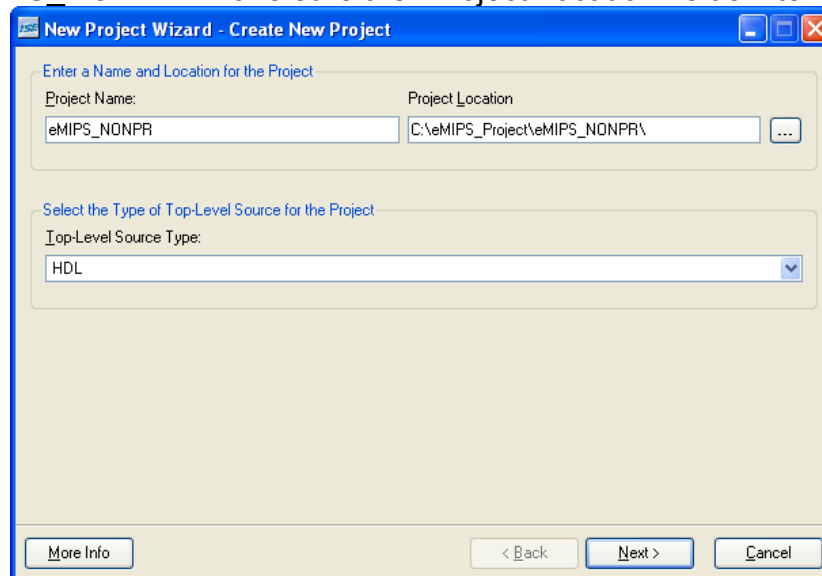 New Project Wizard - Create New Project
Enter a Name and Location for the Project
Project Name: Project Location
eMIPS_NONPR C:\eMIPS_Project\eMIPS_NONPR\ ...
Select the Type of Top-Level Source for the Project
Top-Level Source Type:
HDL
More Info < Back Next > Cancel